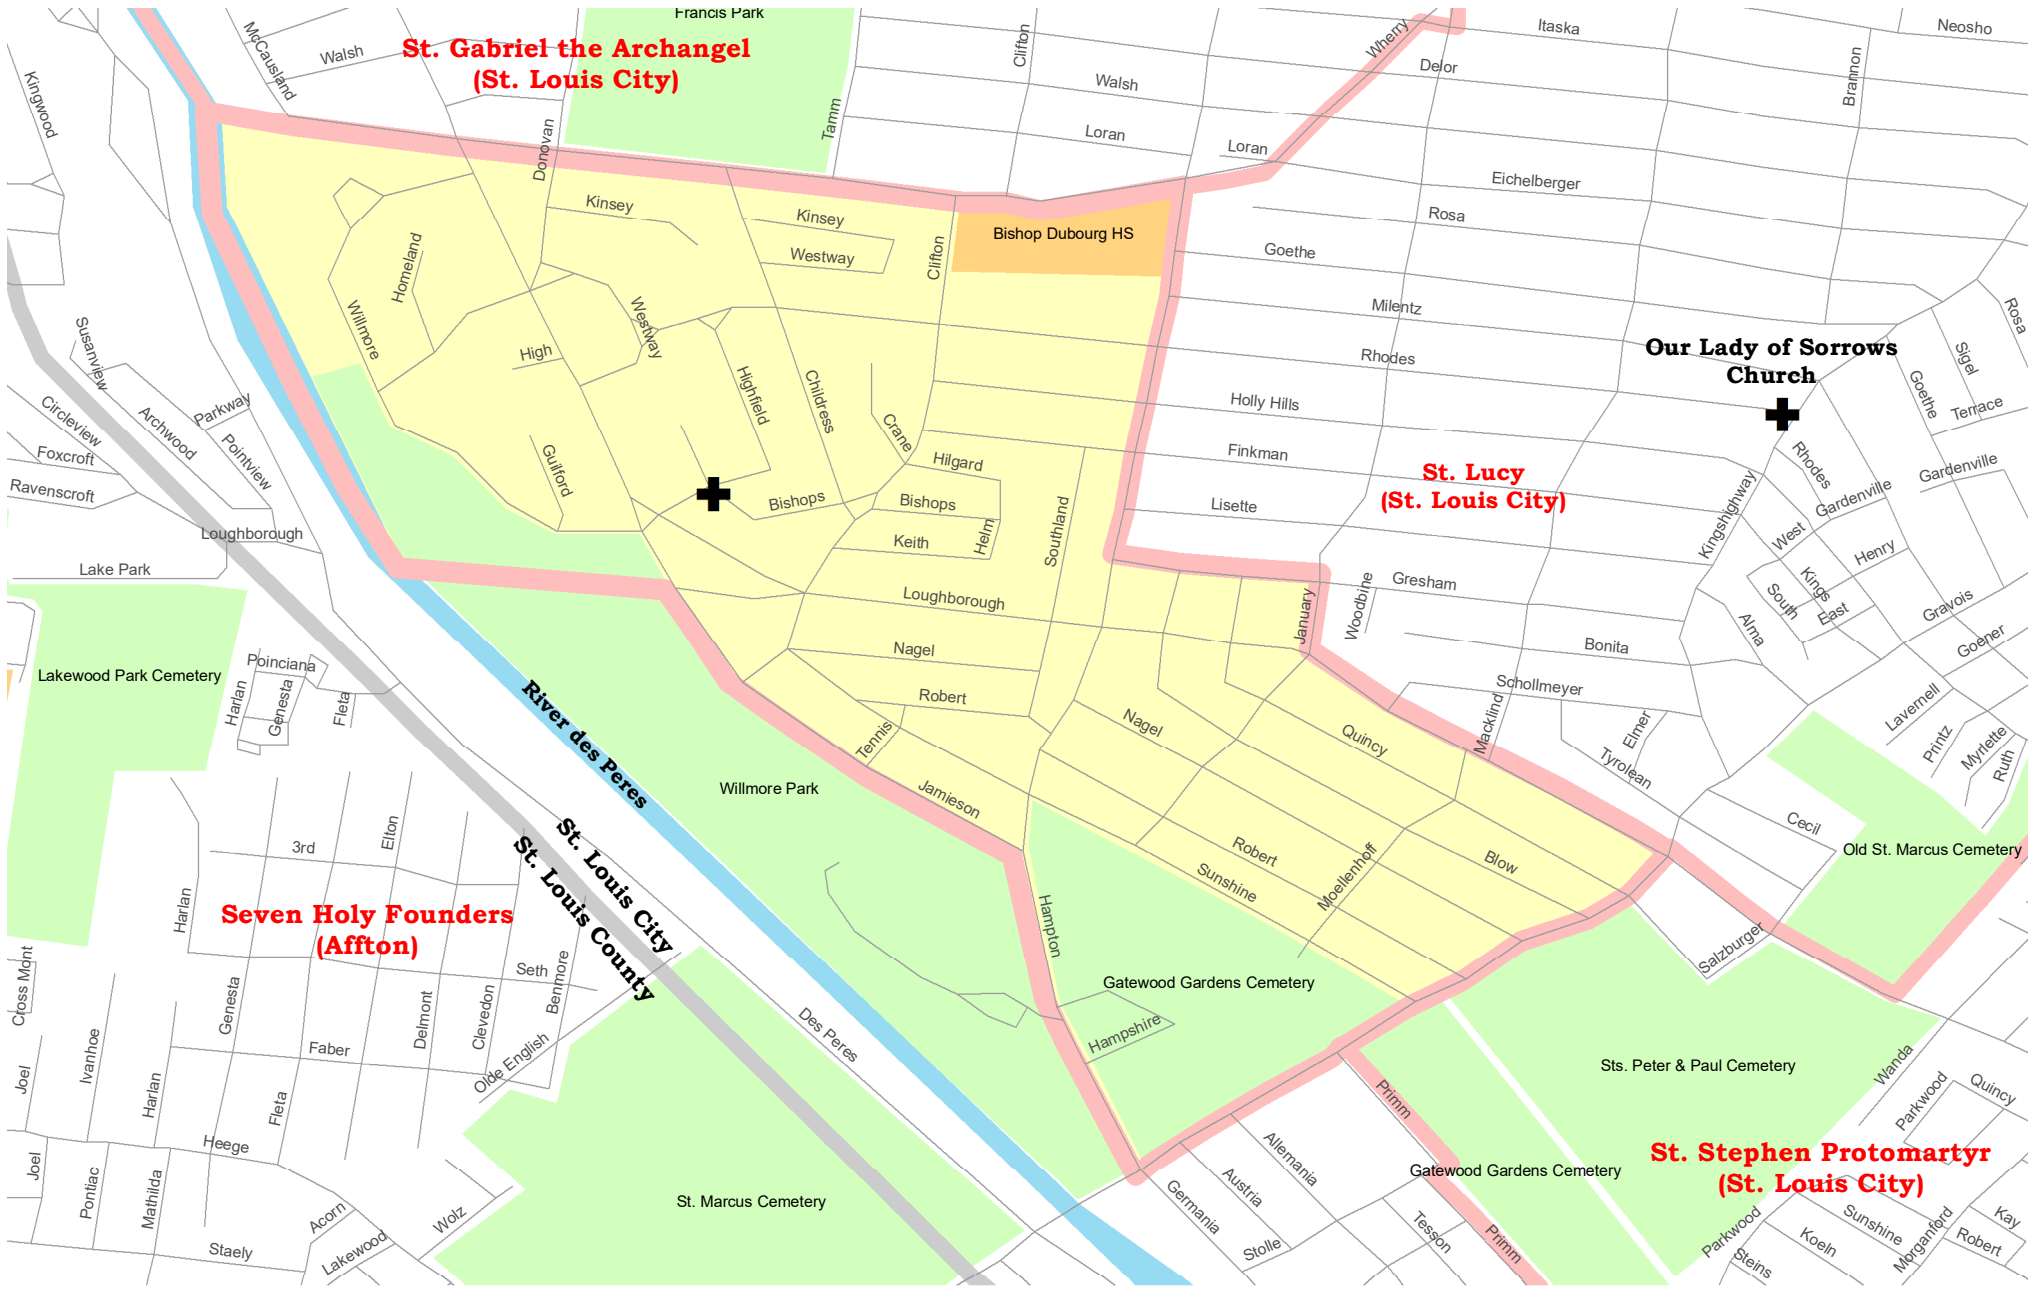 Francis Park
McCausland
Walsh
St. Gabriel the Archangel
(St. Louis City)
Clifton
Wherry
Itaska
Neosho
Kingwood
Donovan
Tamm
Walsh
Delor
Brannon
Loran
Loran
Eichelberger
Rosa
Kinsey
Kinsey
Westway
Clifton
Bishop Dubourg HS
Goethe
Homeland
Willmore
Westway
High
Milentz
Rosa
Susanview
Our Lady of Sorrows
Church
Rhodes
Sigel
Goethe
Terrace
Highfield
Childress
Crane
Holly Hills
Circleview
Archwood
Parkway
Pointview
Foxcroft
Ravenscroft
Guilford
Hilgard
Finkman
St. Lucy
(St. Louis City)
Rhodes
Gardenville
Gardenville
Kingshighway
Bishops
Bishops
Southland
Lisette
Loughborough
Keith
Helm
West
Henry
Lake Park
Loughborough
January
Woodbine
Gresham
South
Kings
East
Gravois
Alma
Goener
Lakewood Park Cemetery
Poinciana
Harlan
Genesta
Fleta
Nagel
Bonita
Robert
Schollmeyer
River des Peres
Tennis
Nagel
Quincy
Macklind
Elmer
Tyrolean
Lavernell
Printz
Myrlette
Ruth
Willmore Park
Jamieson
3rd
Elton
St. Louis City
St. Louis County
Robert
Sunshine
Moellenhoff
Blow
Cecil
Old St. Marcus Cemetery
Harlan
Seven Holy Founders
(Affton)
Hampton
Salzburger
Cross Mont
Seth
Benmore
Gatewood Gardens Cemetery
Genesta
Delmont
Clevedon
Des Peres
Hampshire
Ivanhoe
Faber
Olde English
Sts. Peter & Paul Cemetery
Wanda
Joel
Harlan
Fleta
Primm
Parkwood
Quincy
Heege
Allemania
St. Stephen Protomartyr
(St. Louis City)
Gatewood Gardens Cemetery
Joel
Pontiac
Mathilda
St. Marcus Cemetery
Austria
Germania
Acorn
Wolz
Tesson
Primm
Parkwood
Sunshine
Kay
Staely
Lakewood
Stolle
Steins
Koeln
Morganford
Robert